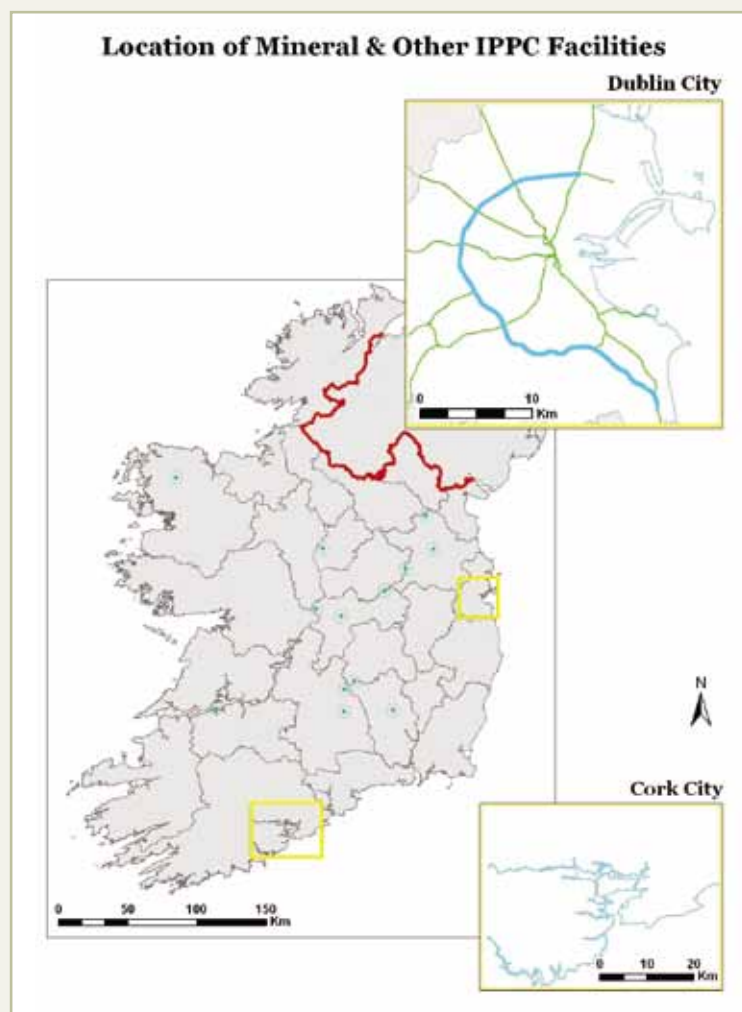 Location of Mineral & Other IPPC Facilities
Dublin City
0 10
Km
N
Cork City
0 50 100 150
Km
0 10 20
Km